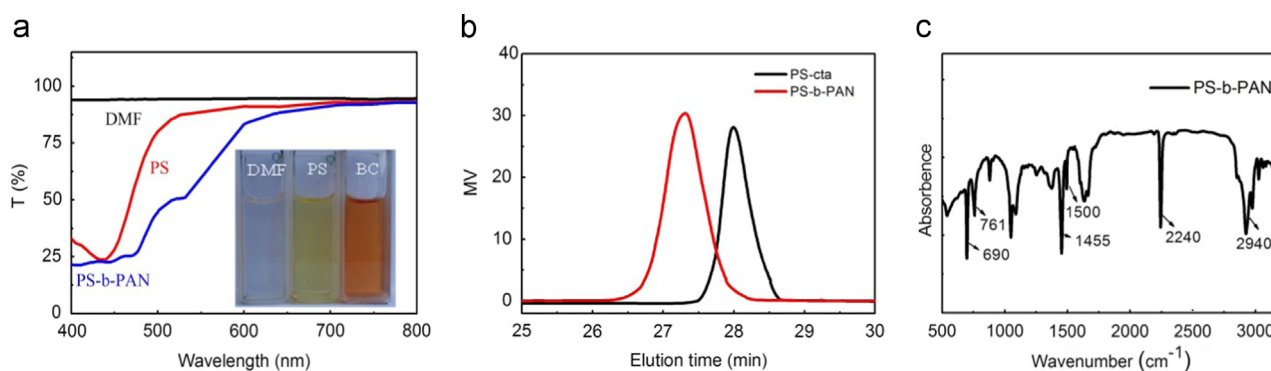 a
T (%)
100
75
50
25
0
DMF
PS
PS-b-PAN
DMF PS BC
400 500 600 700 800
Wavelength (nm)
b
MV
40
30
20
10
0
PS-cta
PS-b-PAN
25 26 27 28 29 30
Elution time (min)
c
Absorbence
PS-b-PAN
761
690
1500
1455
2240
2940
500 1000 1500 2000 2500 3000
Wavenumber (cm⁻¹)